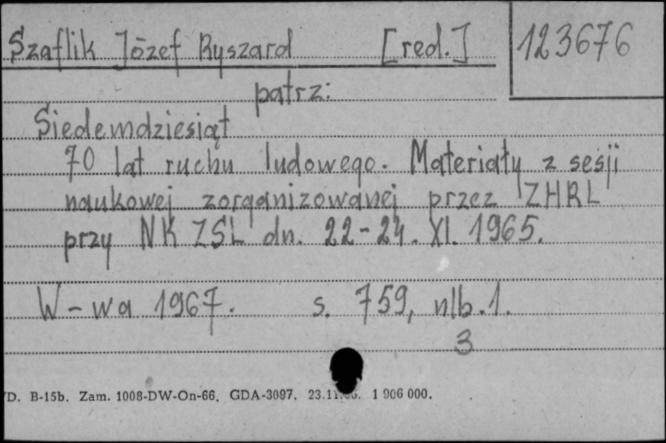 Szaflik Józef Ryszard [red.] 123676
patrz:
Siedemdziesiąt
70 lat ruchu ludowego. Materiały z sesji
naukowej zorganizowanej przez ZHRL
przy NK ZSL dn. 22-24. XI. 1965.
W-wa 1967. s. 759, nlb. 1.
3
D. B-15b. Zam. 1008-DW-On-66. GDA-3097. 1 906 000.